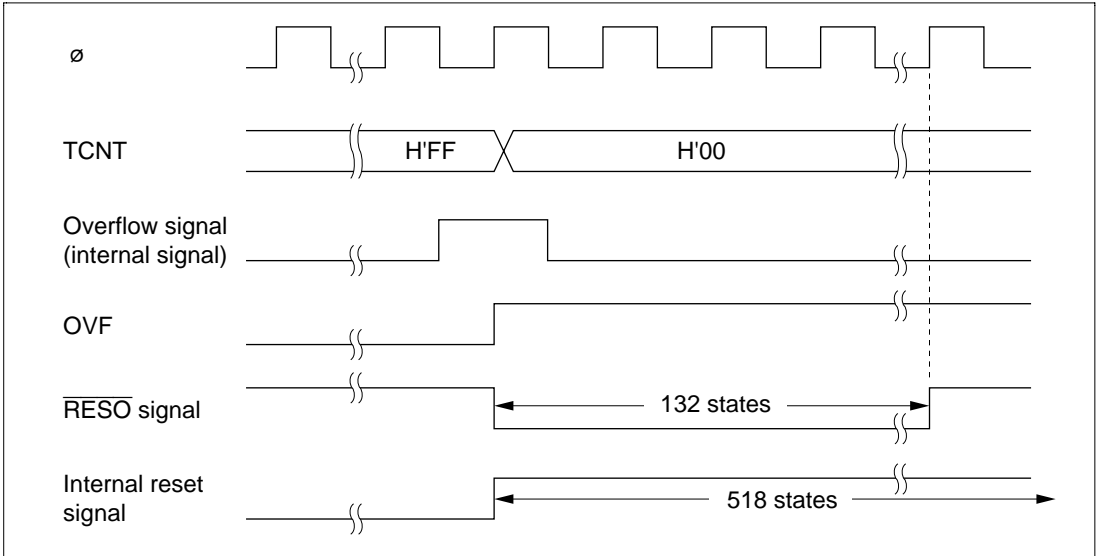 ø
TCNT
H'FF
H'00
Overflow signal
(internal signal)
OVF
RESO signal
132 states
Internal reset
signal
518 states